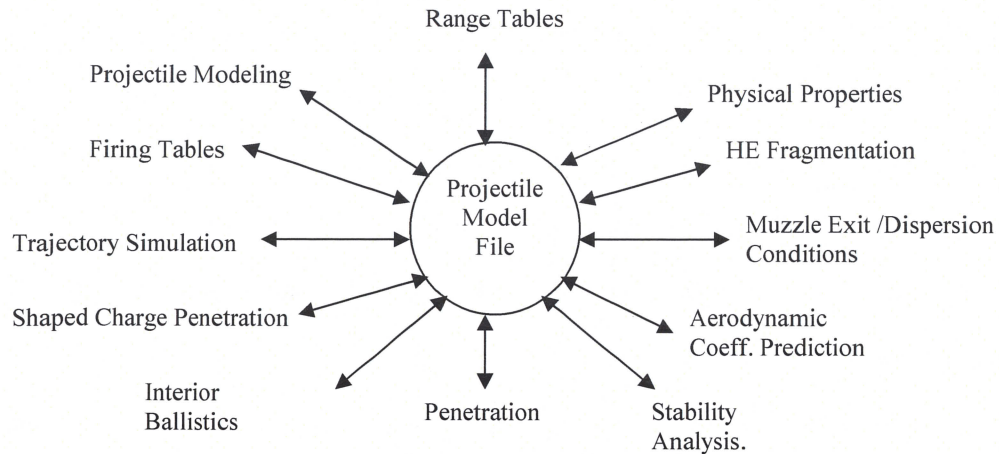 Range Tables
Projectile Modeling
Physical Properties
Firing Tables
HE Fragmentation
Projectile
Model
File
Trajectory Simulation
Muzzle Exit /Dispersion
Conditions
Shaped Charge Penetration
Aerodynamic
Coeff. Prediction
Interior
Ballistics
Penetration
Stability
Analysis.